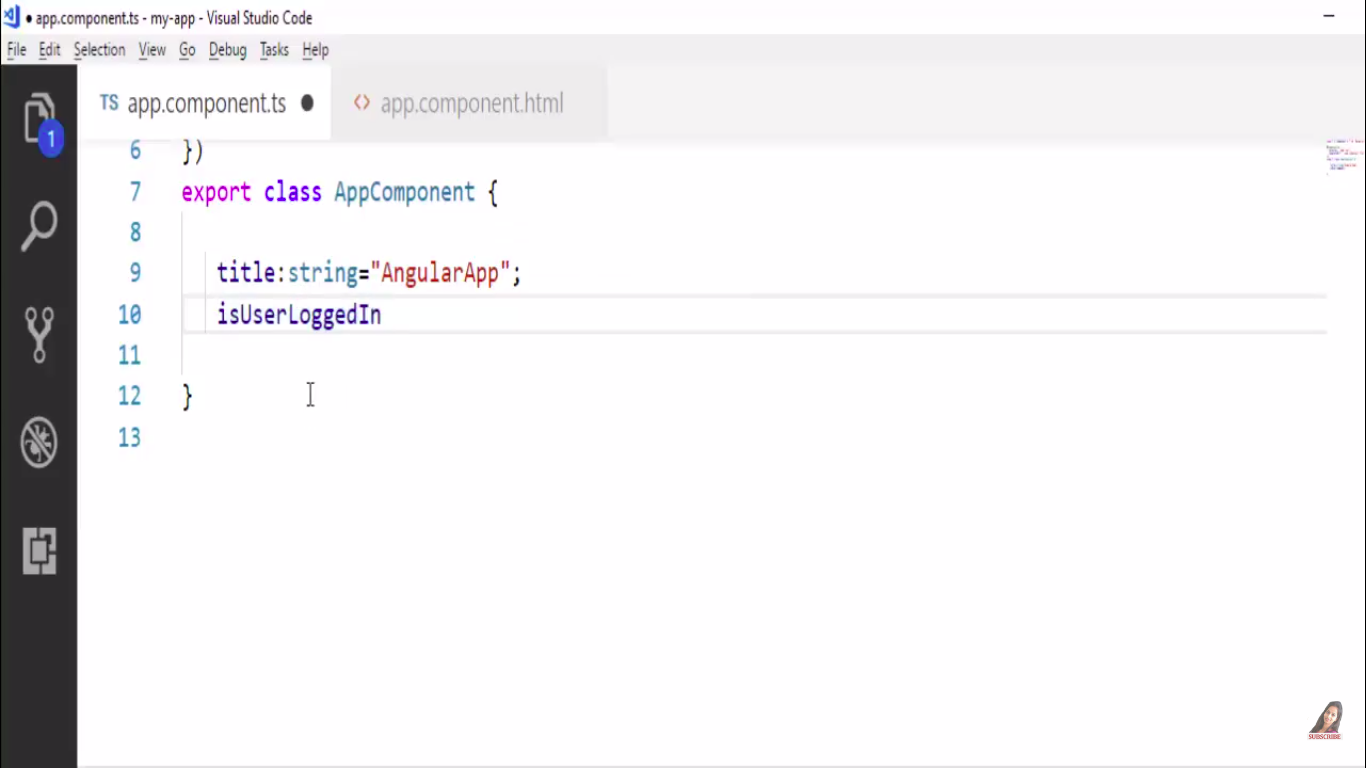 app.component.ts - my-app - Visual Studio Code
File Edit Selection View Go Debug Tasks Help
TS app.component.ts app.component.html
1
6 })
7 export class AppComponent {
8
9 title:string="AngularApp";
10 isUserLoggedIn
11
12 }
13
SUBSCRIBE